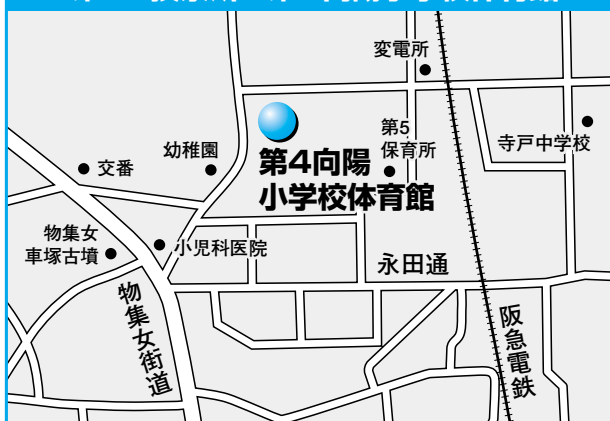 変電所
第5
保育所
寺戸中学校
幼稚園
交番
第4向陽
小学校体育館
物集女
車塚古墳
小児科医院
永田通
物集女街道
阪急電鉄